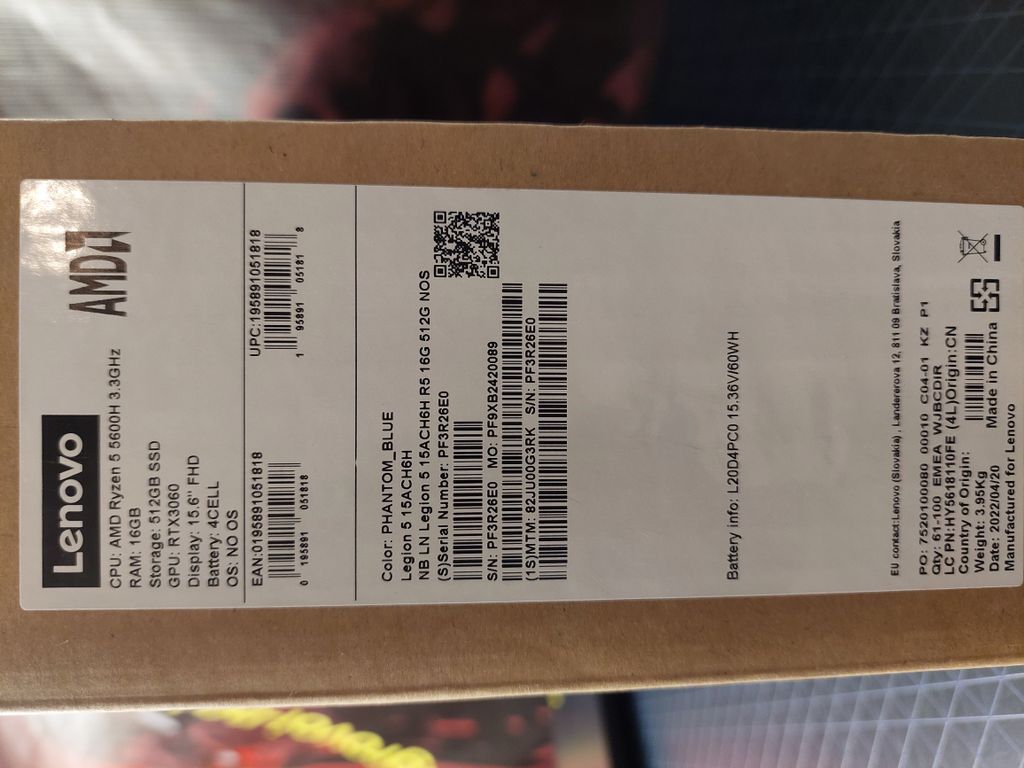 Lenovo
AMD
CPU: AMD Ryzen 5 5600H 3.3GHz
RAM: 16GB
Storage: 512GB SSD
GPU: RTX3060
Display: 15.6" FHD
Battery: 4CELL
OS: NO OS
EAN:0195891051818
UPC:195891051818
0 195891 051818
1 95891 05181 8
Color: PHANTOM_BLUE
Legion 5 15ACH6H
NB LN Legion 5 15ACH6H R5 16G 512G NOS
(S)Serial Number: PF3R26E0
S/N: PF3R26E0 MO: PF9XB2420089
(1S)MTM: 82JU00G3RK S/N: PF3R26E0
Battery info: L20D4PC0 15.36V/60WH
EU contact:Lenovo (Slovakia) , Landererova 12, 811 09 Bratislava, Slovakia
PO: 7520100080 00010 C04-01 KZ P1
Qty: 61-100 EMEA WJBCDIR
LC PN:HY561810FE (4L)Origin:CN
Country of Origin:
Weight: 3.95Kg
Made in China
Date: 2022/04/20
Manufactured for Lenovo